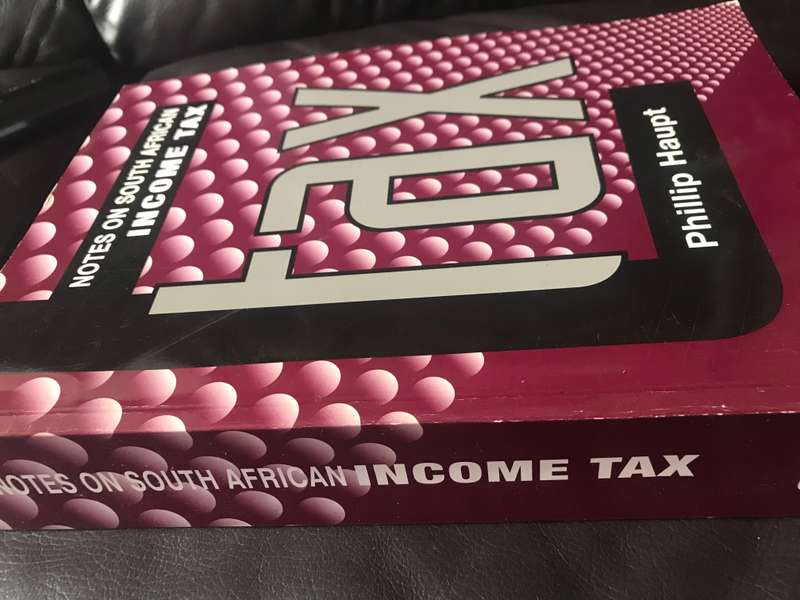 NOTES ON SOUTH AFRICAN
INCOME TAX
tax
Phillip Haupt
NOTES ON SOUTH AFRICAN INCOME TAX